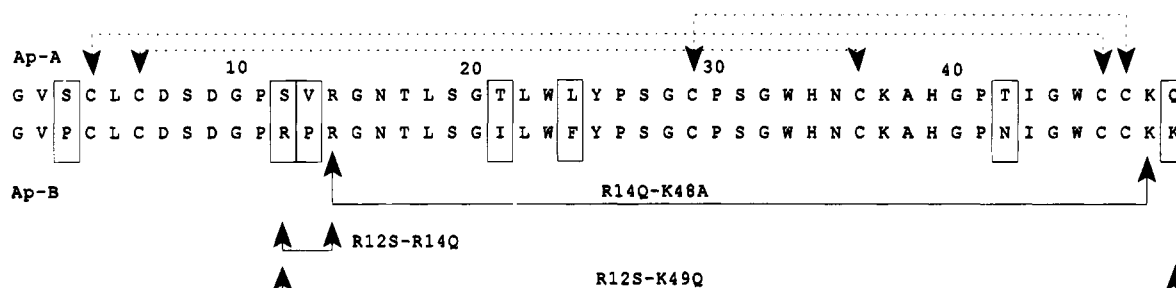 Ap-A 10 20 30 40
G V S C L C D S D G P S V R G N T L S G T L W L Y P S G C P S G W H N C K A H G P T I G W C C K Q
G V P C L C D S D G P R P R G N T L S G I L W F Y P S G C P S G W H N C K A H G P N I G W C C K K
Ap-B
R14Q-K48A
R12S-R14Q
R12S-K49Q